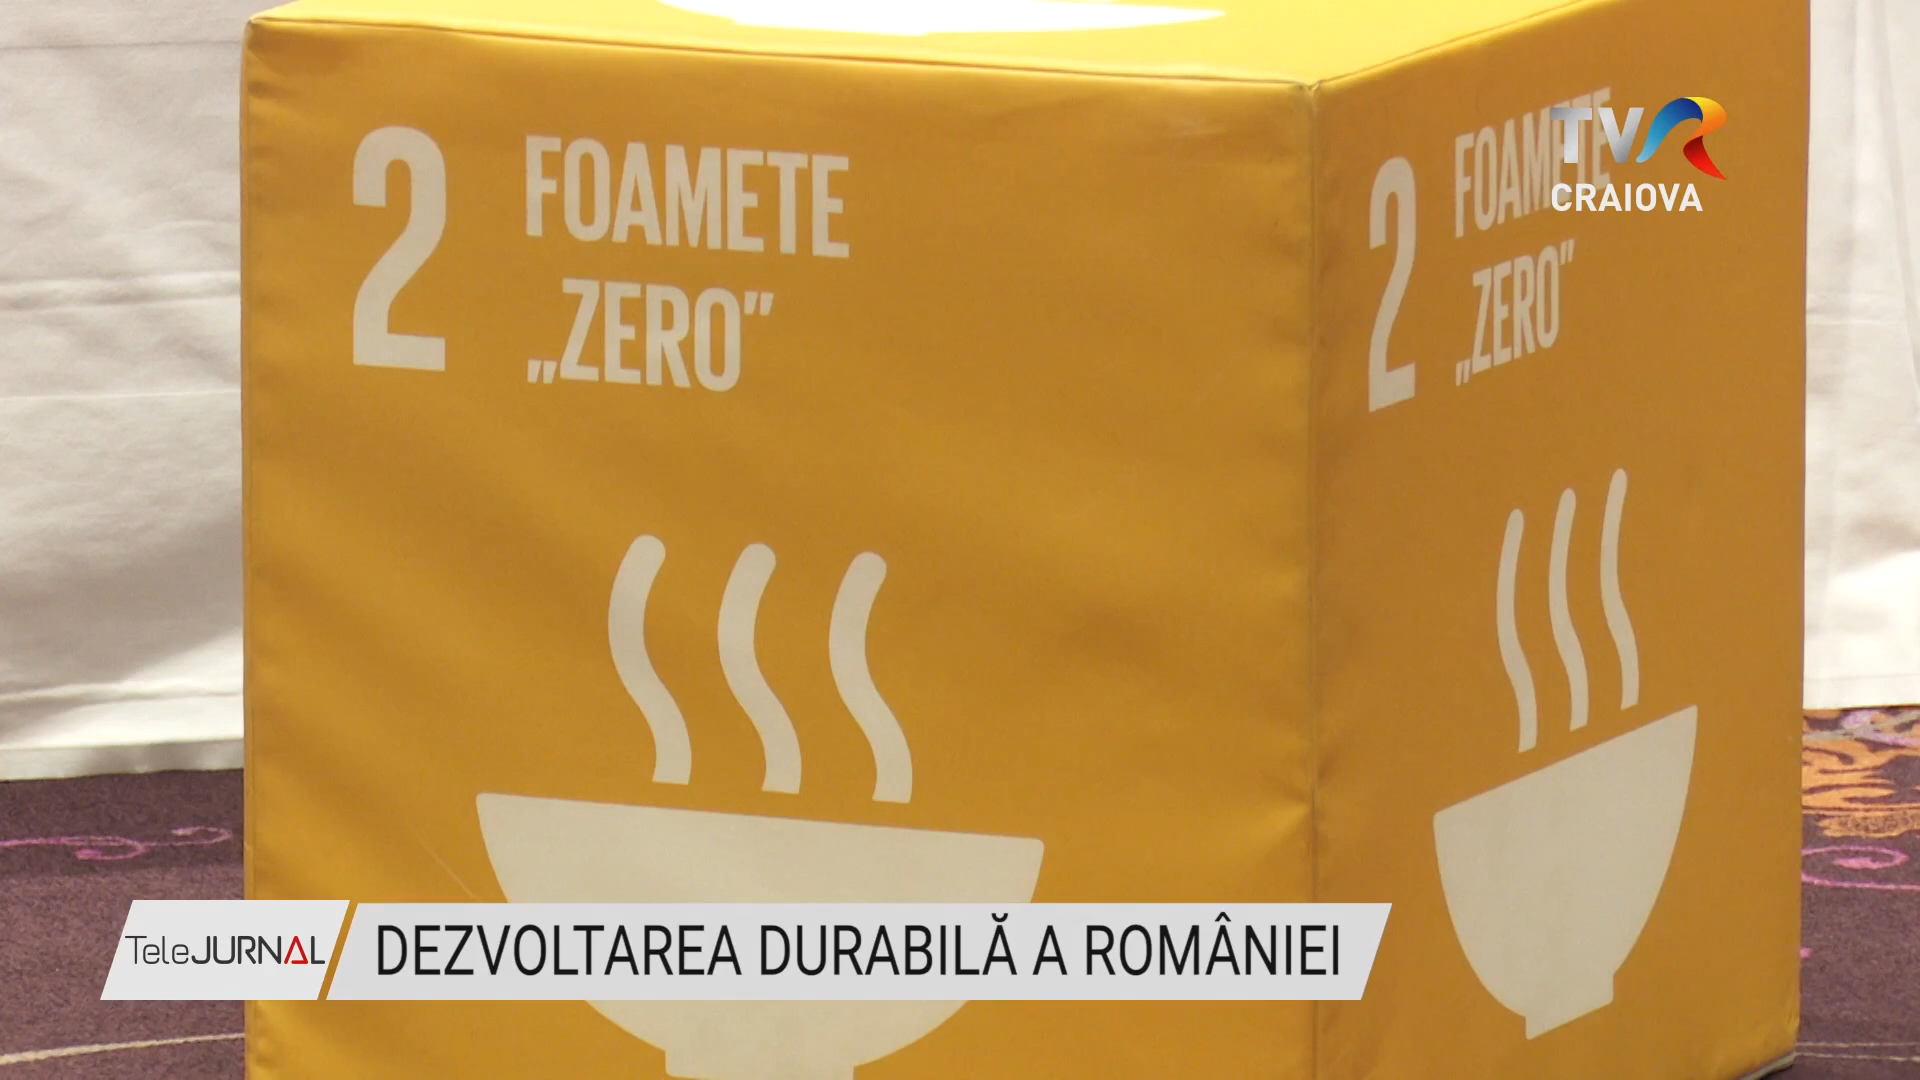 2 FOAMETE
„ZERO”
2 FOAMETE
„ZERO”
TVR
CRAIOVA
TeleJURNAL
DEZVOLTAREA DURABILĂ A ROMÂNIEI